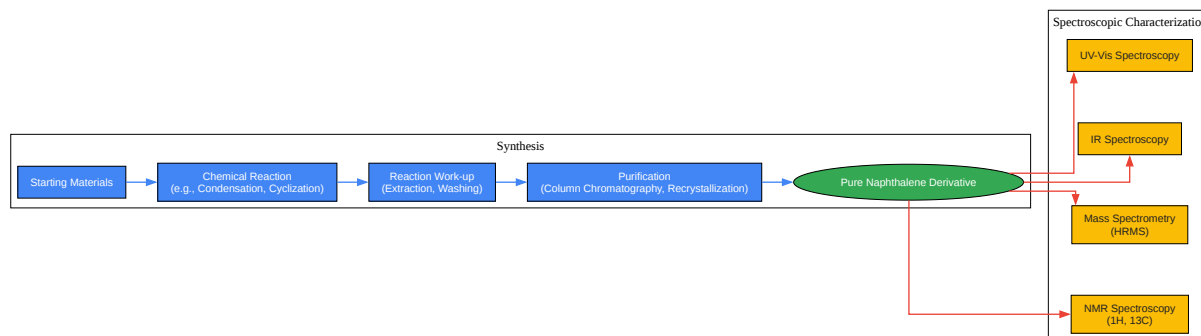 Spectroscopic Characterization
UV-Vis Spectroscopy
IR Spectroscopy
Synthesis
Starting Materials
Chemical Reaction
(e.g., Condensation, Cyclization)
Reaction Work-up
(Extraction, Washing)
Purification
(Column Chromatography, Recrystallization)
Pure Naphthalene Derivative
Mass Spectrometry
(HRMS)
NMR Spectroscopy
(1H, 13C)